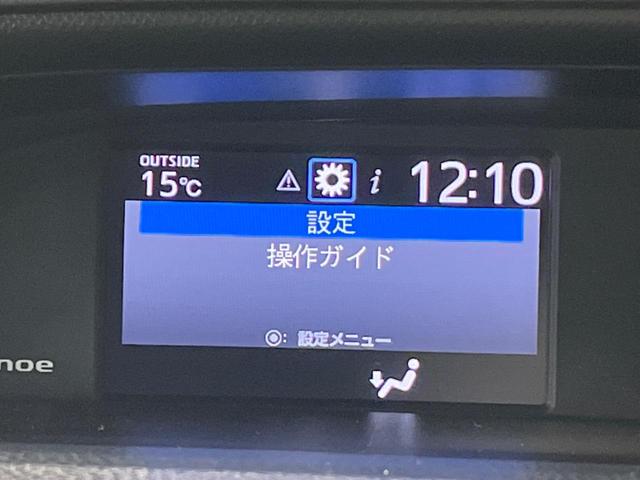 OUTSIDE
15℃ i 12:10
設定
操作ガイド
◉: 設定メニュー
noe